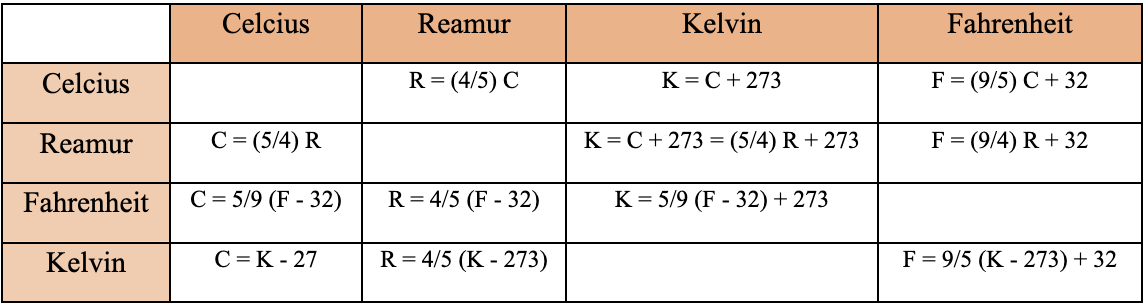 Celcius Reamur Kelvin Fahrenheit
Celcius R = (4/5) C K = C + 273 F = (9/5) C + 32
Reamur C = (5/4) R K = C + 273 = (5/4) R + 273 F = (9/4) R + 32
Fahrenheit C = 5/9 (F - 32) R = 4/5 (F - 32) K = 5/9 (F - 32) + 273
Kelvin C = K - 27 R = 4/5 (K - 273) F = 9/5 (K - 273) + 32